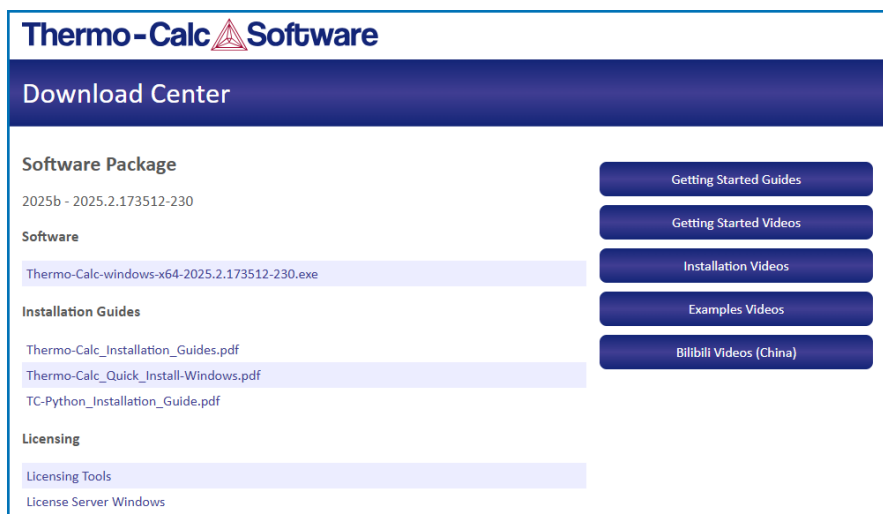 Thermo-Calc Software
Download Center
Software Package
2025b - 2025.2.173512-230
Software
Thermo-Calc-windows-x64-2025.2.173512-230.exe
Installation Guides
Thermo-Calc_Installation_Guides.pdf
Thermo-Calc_Quick_Install-Windows.pdf
TC-Python_Installation_Guide.pdf
Licensing
Licensing Tools
License Server Windows
Getting Started Guides
Getting Started Videos
Installation Videos
Examples Videos
Bilibili Videos (China)